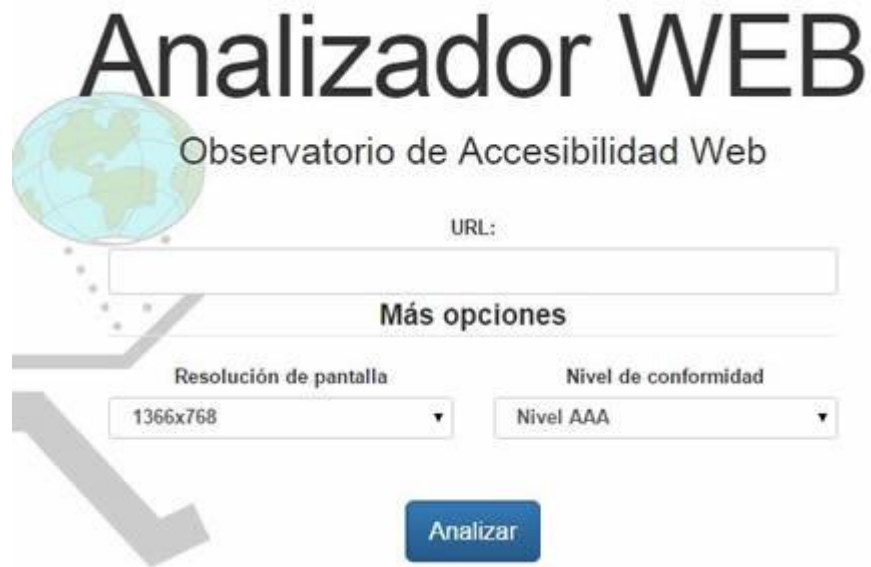 Analizador WEB
Observatorio de Accesibilidad Web
URL:
Más opciones
Resolución de pantalla
Nivel de conformidad
1366x768
Nivel AAA
Analizar